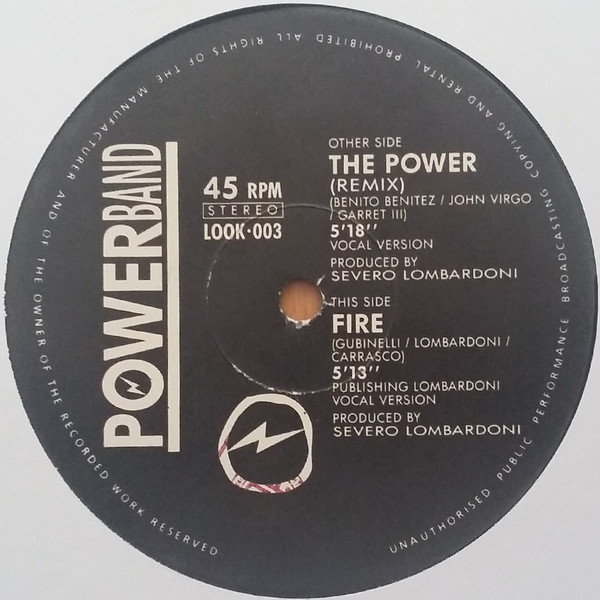 POWERBAND
45 RPM
STEREO
LOOK·003
OTHER SIDE
THE POWER
(REMIX)
(BENITO BENITEZ / JOHN VIRGO
/ GARRET III)
5'18''
VOCAL VERSION
PRODUCED BY
SEVERO LOMBARDONI
THIS SIDE
FIRE
(GUBINELLI / LOMBARDONI /
CARRASCO)
5'13''
PUBLISHING LOMBARDONI
VOCAL VERSION
PRODUCED BY
SEVERO LOMBARDONI
UNAUTHORISED PUBLIC PERFORMANCE BROADCASTING COPYING AND RENTAL PROHIBITED ALL RIGHTS OF THE MANUFACTURER AND OF THE OWNER OF THE RECORDED WORK RESERVED